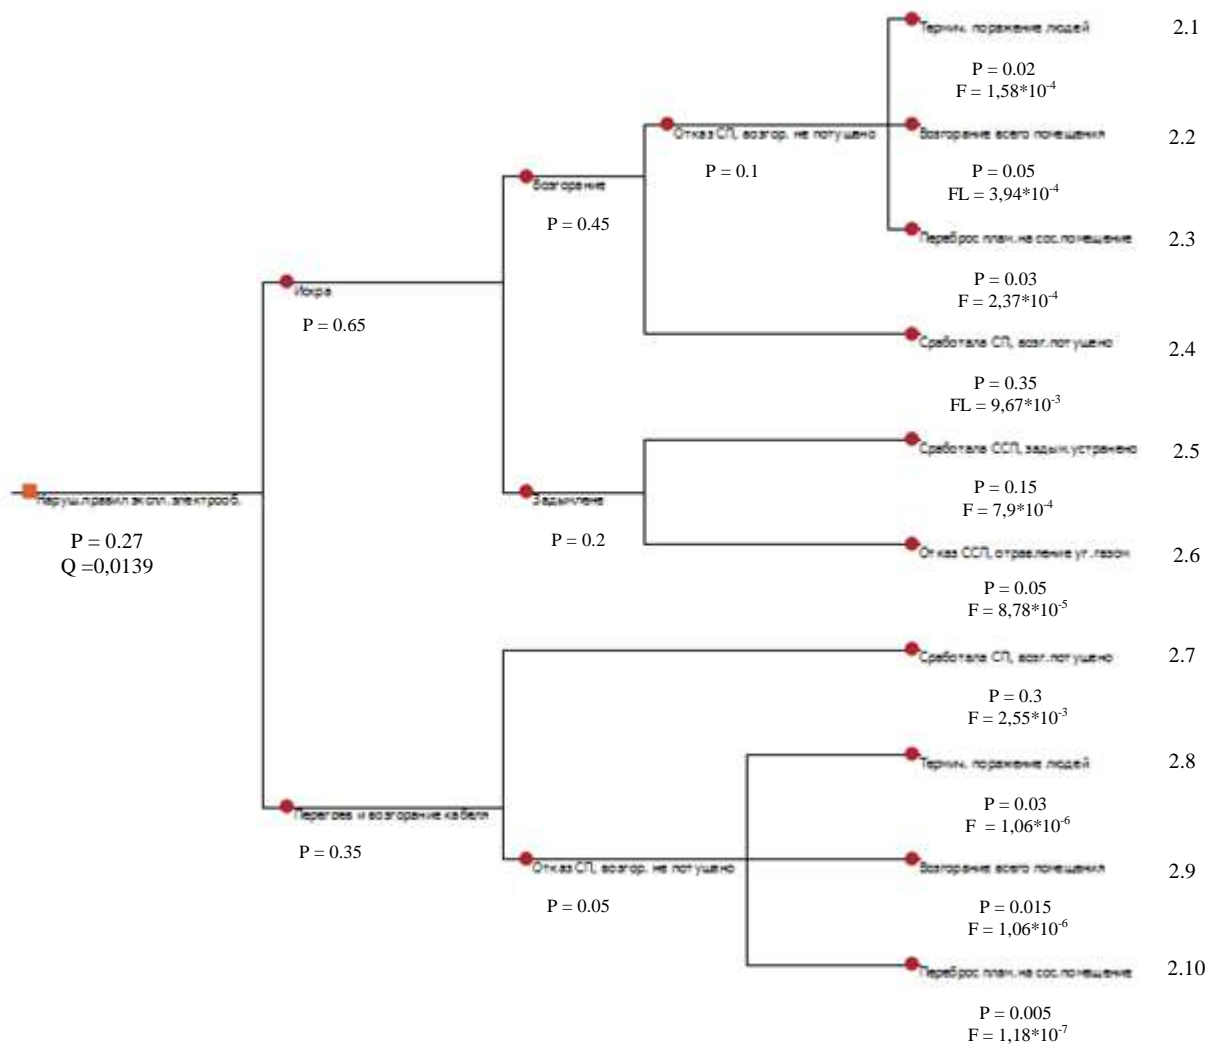 Термич. поражение людей
2.1
P = 0.02
F = 1,58*10-4
Отказ СП, возгор. не потушено
P = 0.1
Возгорание всего помещения
2.2
P = 0.05
FL = 3,94*10-4
Возгорание
P = 0.45
Переброс плам.на сос.помещение
2.3
P = 0.03
F = 2,37*10-4
Искра
P = 0.65
Сработала СП, возг.потушено
2.4
P = 0.35
FL = 9,67*10-3
Сработала ССП, задым.устранено
2.5
P = 0.15
F = 7,9*10-4
Наруш.правил экспл.электрооб.
P = 0.27
Q =0,0139
Задымлене
P = 0.2
Отказ ССП, отравление уг.газом
2.6
P = 0.05
F = 8,78*10-5
Сработала СП, возг.потушено
2.7
P = 0.3
F = 2,55*10-3
Перегрев и возгорание кабеля
P = 0.35
Термич. поражение людей
2.8
P = 0.03
F = 1,06*10-6
Отказ СП, возгор. не потушено
P = 0.05
Возгорание всего помещения
2.9
P = 0.015
F = 1,06*10-6
Переброс плам.на сос.помещение
2.10
P = 0.005
F = 1,18*10-7